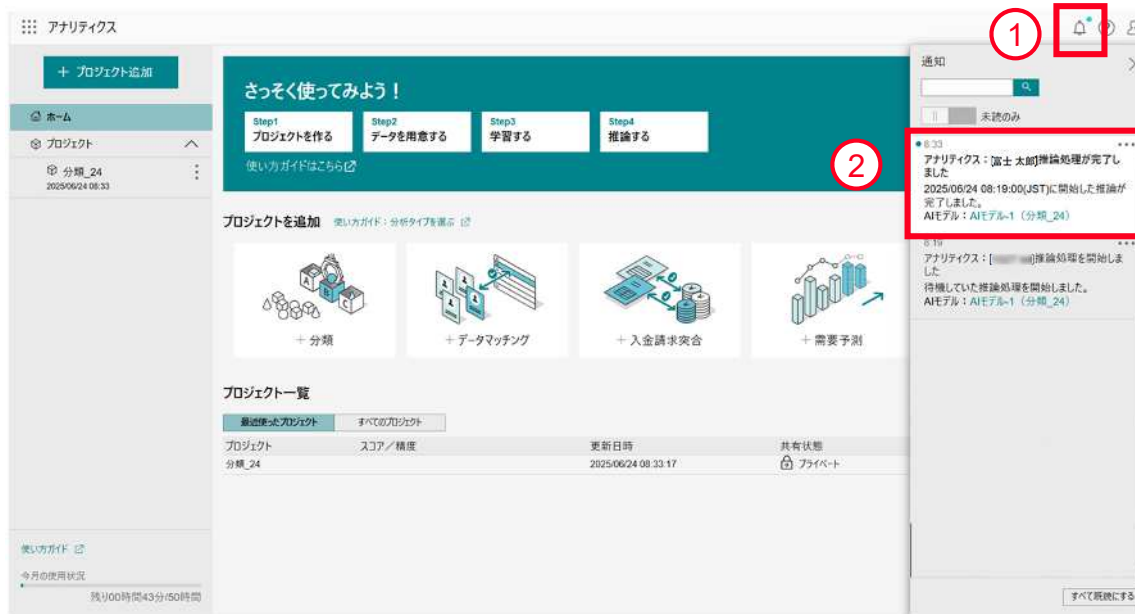 アナリティクス
①
通知
＋ プロジェクト追加
ホーム
プロジェクト
分類_24
2025/06/24 08:33
さっそく使ってみよう！
Step1
プロジェクトを作る
Step2
データを用意する
Step3
学習する
Step4
推論する
使い方ガイドはこちら
未読のみ
②
8:33
アナリティクス：[富士 太郎]推論処理が完了し
ました
2025/06/24 08:19:00(JST)に開始した推論が
完了しました。
AIモデル：AIモデル-1（分類_24）
8:19
アナリティクス：[ ]推論処理を開始しま
した
待機していた推論処理を開始しました。
AIモデル：AIモデル-1（分類_24）
プロジェクトを追加 使い方ガイド：分析タイプを選ぶ
＋ 分類
＋ データマッチング
＋ 入金請求突合
＋ 需要予測
プロジェクト一覧
最近使ったプロジェクト すべてのプロジェクト
プロジェクト スコア／精度 更新日時 共有状態
分類_24 2025/06/24 08:33:17 プライベート
使い方ガイド
今月の使用状況
残り00時間43分/50時間
すべて既読にする